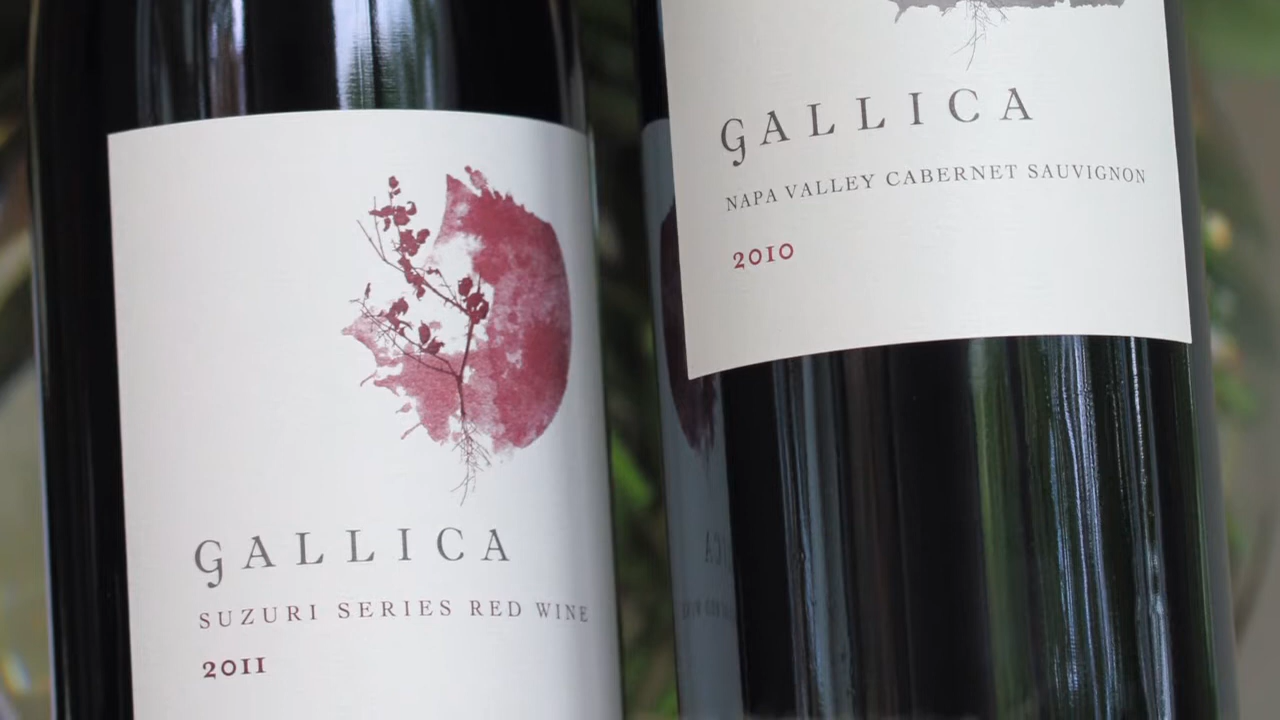 GALLICA
SUZURI SERIES RED WINE
2011
GALLICA
NAPA VALLEY CABERNET SAUVIGNON
2010